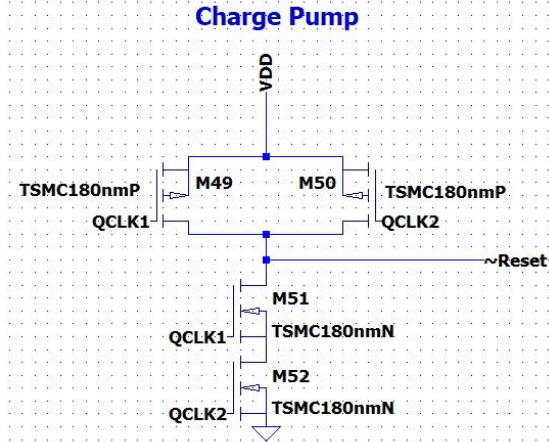 Charge Pump
VDD
M49
M50
TSMC180nmP
TSMC180nmP
QCLK1
QCLK2
~Reset
M51
TSMC180nmN
QCLK1
M52
TSMC180nmN
QCLK2